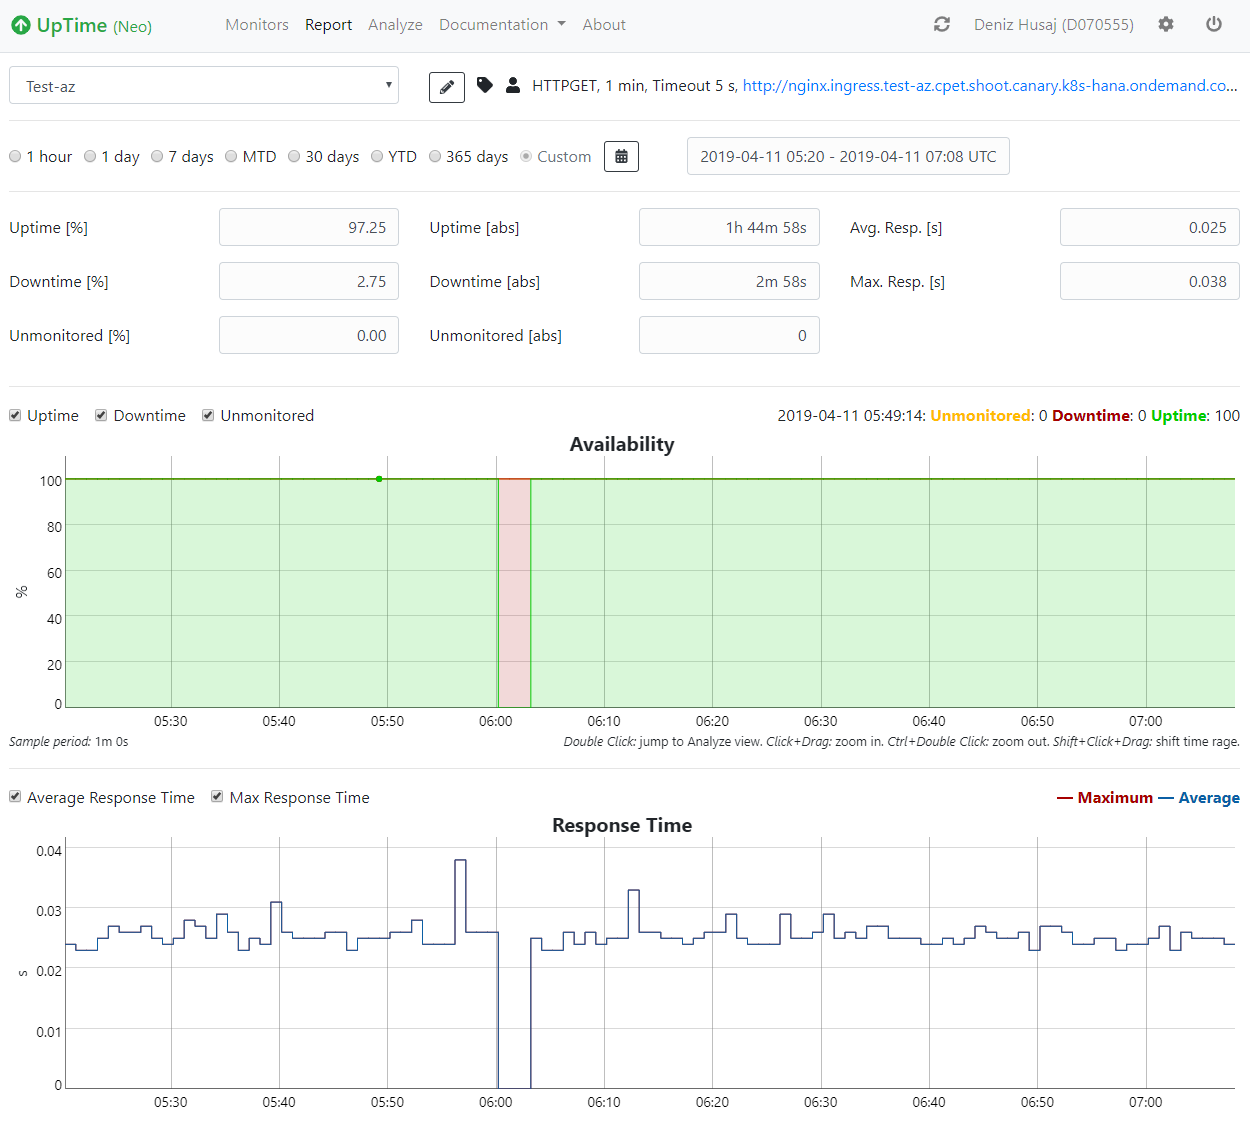 UpTime (Neo) Monitors Report Analyze Documentation About Deniz Husaj (D070555)
Test-az HTTPGET, 1 min, Timeout 5 s, http://nginx.ingress.test-az.cpet.shoot.canary.k8s-hana.ondemand.co...
1 hour 1 day 7 days MTD 30 days YTD 365 days Custom 2019-04-11 05:20 - 2019-04-11 07:08 UTC
Uptime [%] 97.25 Uptime [abs] 1h 44m 58s Avg. Resp. [s] 0.025
Downtime [%] 2.75 Downtime [abs] 2m 58s Max. Resp. [s] 0.038
Unmonitored [%] 0.00 Unmonitored [abs] 0
Uptime Downtime Unmonitored 2019-04-11 05:49:14: Unmonitored: 0 Downtime: 0 Uptime: 100
Availability
100
80
60
%
40
20
0
05:30 05:40 05:50 06:00 06:10 06:20 06:30 06:40 06:50 07:00
Sample period: 1m 0s Double Click: jump to Analyze view. Click+Drag: zoom in. Ctrl+Double Click: zoom out. Shift+Click+Drag: shift time rage.
Average Response Time Max Response Time Maximum Average
Response Time
0.04
0.03
0.02
s
0.01
0
05:30 05:40 05:50 06:00 06:10 06:20 06:30 06:40 06:50 07:00